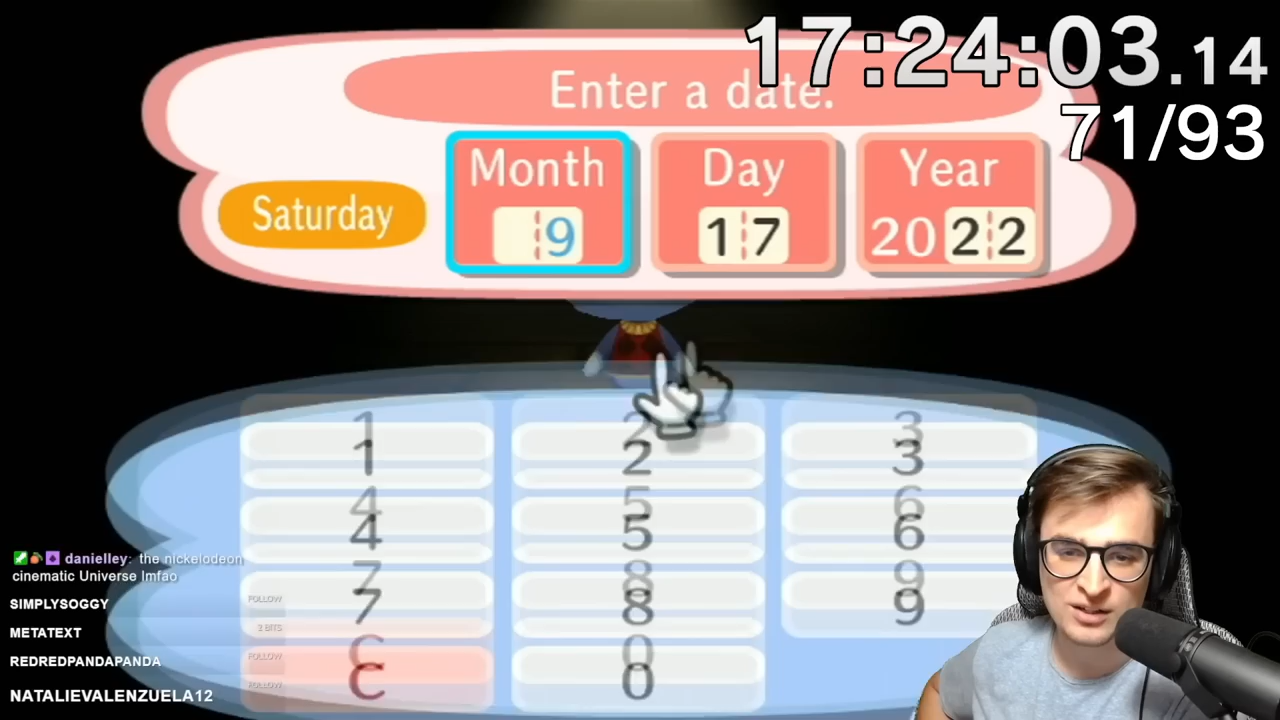 17:24:03.14
71/93
Enter a date.
Saturday
Month
9
Day
17
Year
2022
1 2 3
4 5 6
7 8 9
C 0
danielley: the nickelodeon
cinematic Universe lmfao
SIMPLYSOGGY
FOLLOW
METATEXT
2 BITS
REDREDPANDAPANDA
FOLLOW
NATALIEVALENZUELA12
FOLLOW